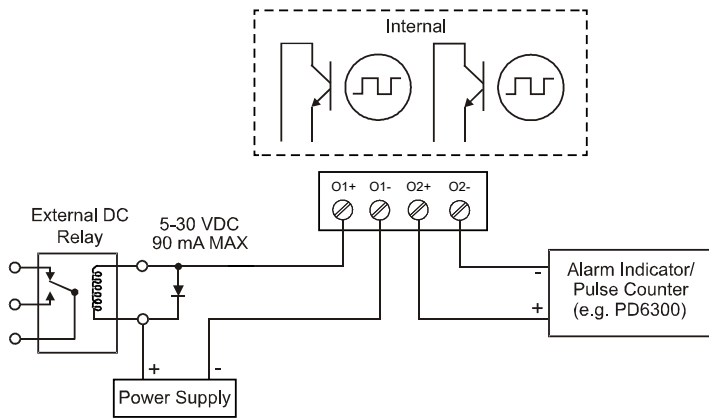 Internal
O1+ O1- O2+ O2-
External DC
Relay
5-30 VDC
90 mA MAX
- Alarm Indicator/
Pulse Counter
+ (e.g. PD6300)
+ -
Power Supply